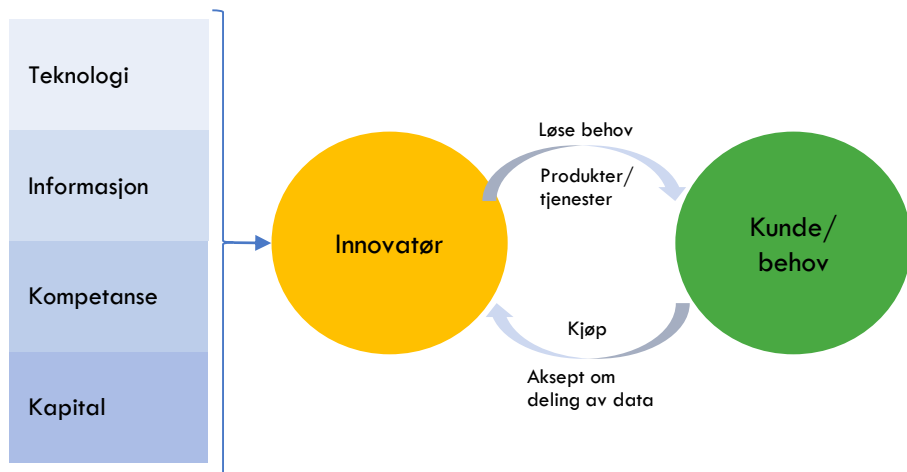 Teknologi
Informasjon
Kompetanse
Kapital
Innovatør
Løse behov
Produkter/
tjenester
Kunde/
behov
Kjøp
Aksept om
deling av data